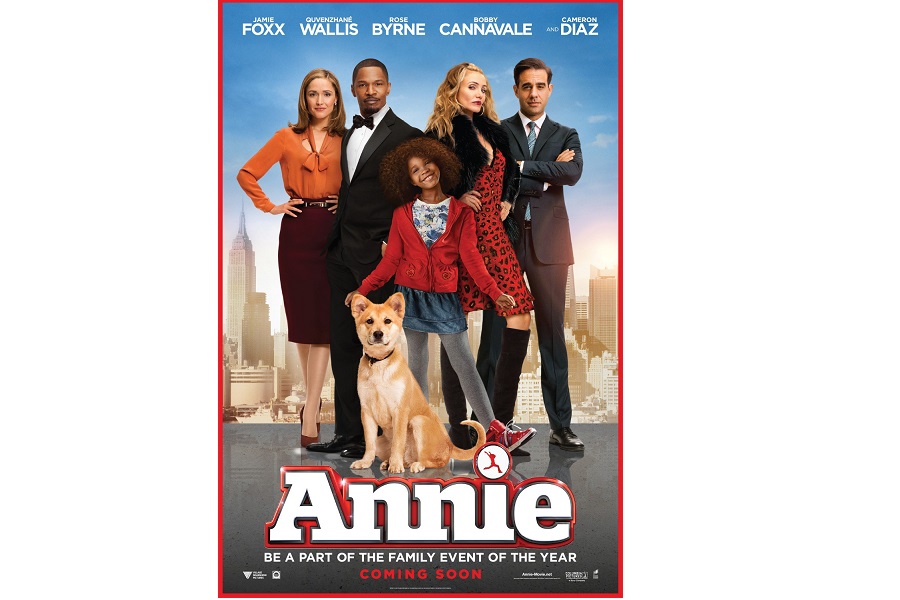 JAMIE FOXX
QUVENZHANÉ WALLIS
ROSE BYRNE
BOBBY CANNAVALE
AND CAMERON DIAZ
Annie
BE A PART OF THE FAMILY EVENT OF THE YEAR
COMING SOON
Annie-Movie.net